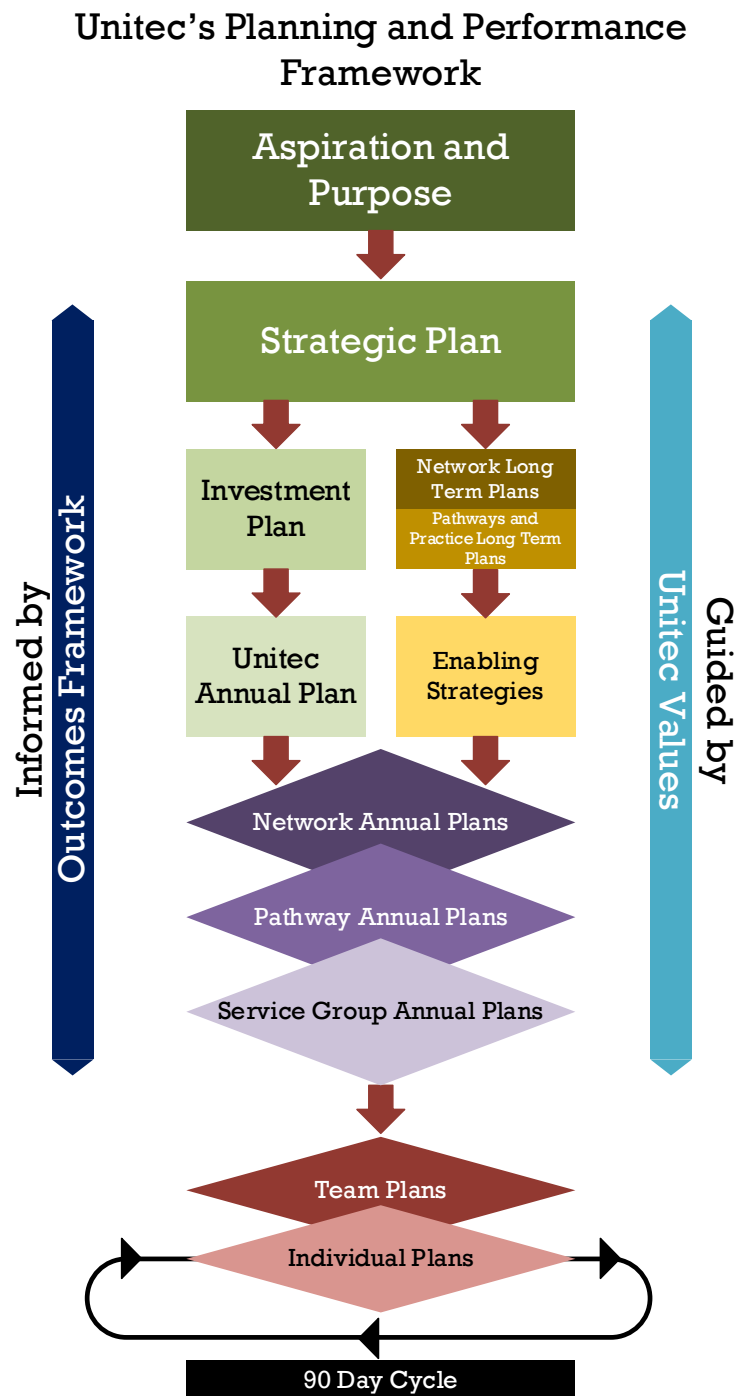 Unitec's Planning and Performance
Framework
Aspiration and
Purpose
Strategic Plan
Investment
Plan
Network Long
Term Plans
Pathways and
Practice Long Term
Plans
Unitec
Annual Plan
Enabling
Strategies
Informed by
Outcomes Framework
Guided by
Unitec Values
Network Annual Plans
Pathway Annual Plans
Service Group Annual Plans
Team Plans
Individual Plans
90 Day Cycle